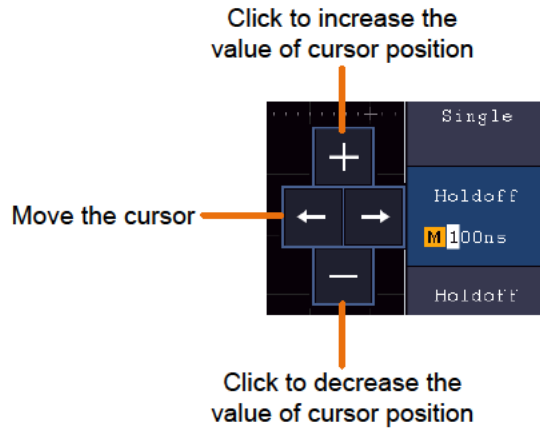 Click to increase the
value of cursor position
Single
+
Move the cursor
← →
Holdoff
M 100ns
−
Holdoff
Click to decrease the
value of cursor position